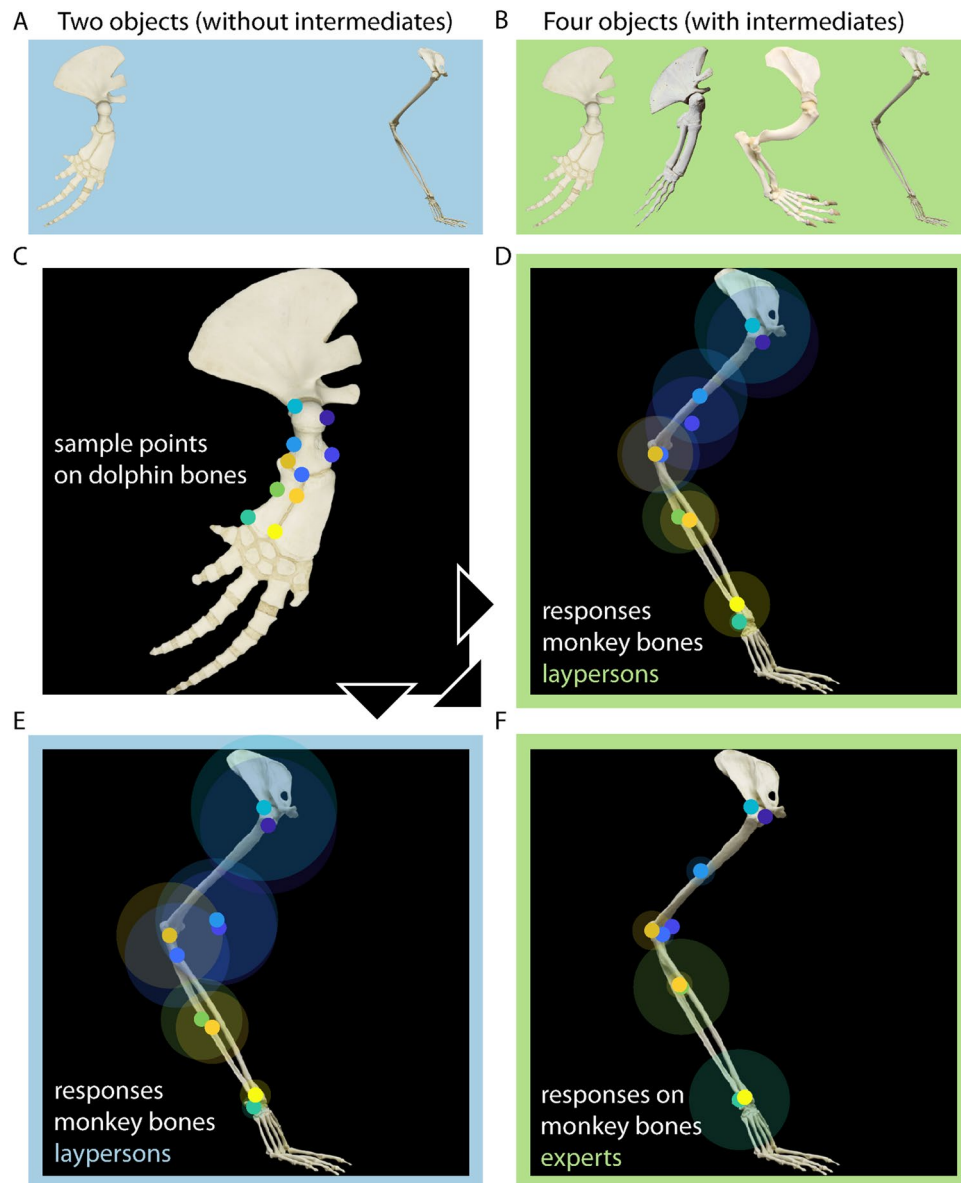 A
Two objects (without intermediates)
B
Four objects (with intermediates)
C
sample points
on dolphin bones
D
responses
monkey bones
laypersons
E
responses
monkey bones
laypersons
F
responses on
monkey bones
experts